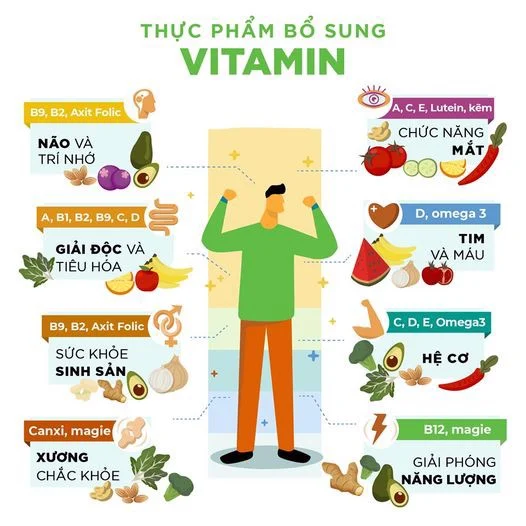 THỰC PHẨM BỔ SUNG
VITAMIN
B9, B2, Axit Folic
NÃO VÀ
TRÍ NHỚ
A, B1, B2, B9, C, D
GIẢI ĐỘC VÀ
TIÊU HÓA
B9, B2, Axit Folic
SỨC KHỎE
SINH SẢN
Canxi, magie
XƯƠNG
CHẮC KHỎE
A, C, E, Lutein, kẽm
CHỨC NĂNG
MẮT
D, omega 3
TIM
VÀ MÁU
C, D, E, Omega3
HỆ CƠ
B12, magie
GIẢI PHÓNG
NĂNG LƯỢNG